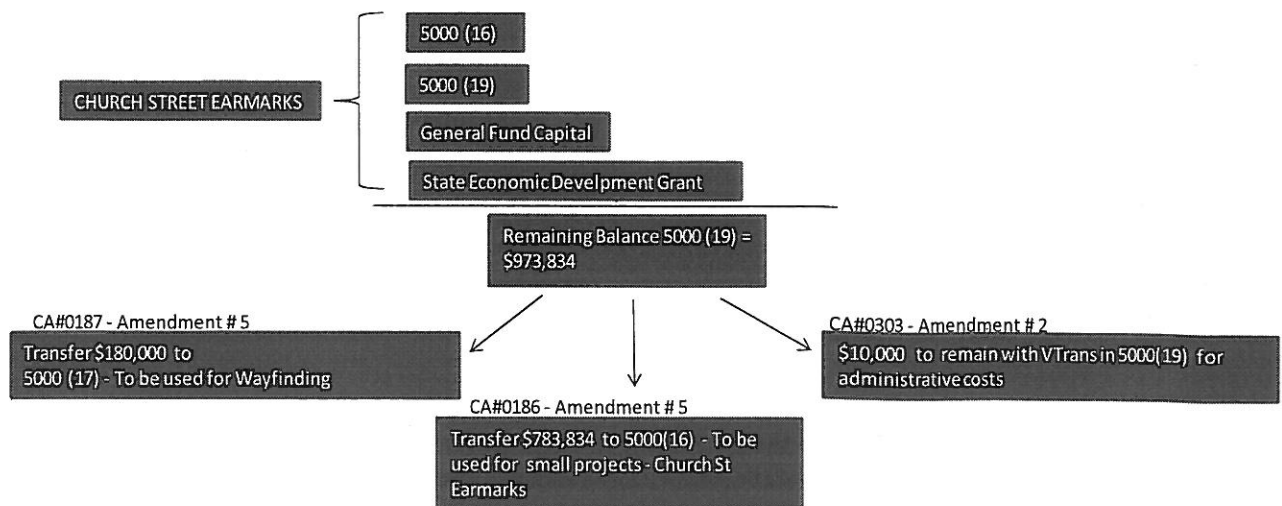 5000 (16)
5000 (19)
CHURCH STREET EARMARKS
General Fund Capital
State Economic Develpment Grant
Remaining Balance 5000 (19) =
$973,834
CA#0187 - Amendment # 5
Transfer $180,000 to
5000 (17) - To be used for Wayfinding
CA#0303 - Amendment # 2
$10,000 to remain with VTrans in 5000(19) for
administrative costs
CA#0186 - Amendment # 5
Transfer $783,834 to 5000(16) - To be
used for small projects - Church St
Earmarks